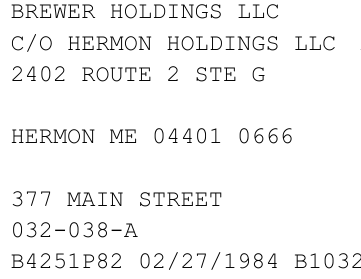 BREWER HOLDINGS LLC
C/O HERMON HOLDINGS LLC
2402 ROUTE 2 STE G
HERMON ME 04401 0666
377 MAIN STREET
032-038-A
B4251P82 02/27/1984 B1032